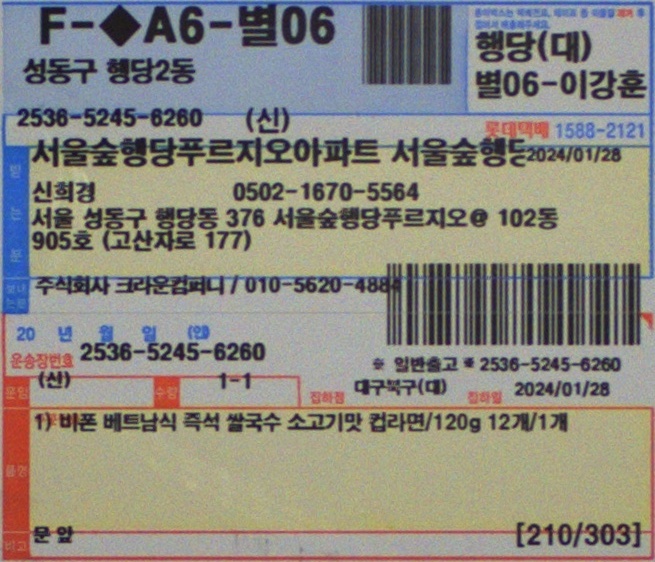 F-◆A6-별06
성동구 행당2동
행당(대)
별06-이강훈
2536-5245-6260 (신)
롯데택배 1588-2121
서울숲행당푸르지오아파트 서울숲행당
2024/01/28
받는분
신희경 0502-1670-5564
서울 성동구 행당동 376 서울숲행당푸르지오@ 102동
905호 (고산자로 177)
보내는분
주식회사 크라운컴퍼니 / 010-5620-4884
20 년 월 일 (인)
운송장번호 2536-5245-6260
(신)
※ 일반출고 * 2536-5245-6260
운임 수량 1-1
집하점 대구북구(대) 집하일 2024/01/28
품명
1) 비폰 베트남식 즉석 쌀국수 소고기맛 컵라면/120g 12개/1개
비고
문 앞 [210/303]